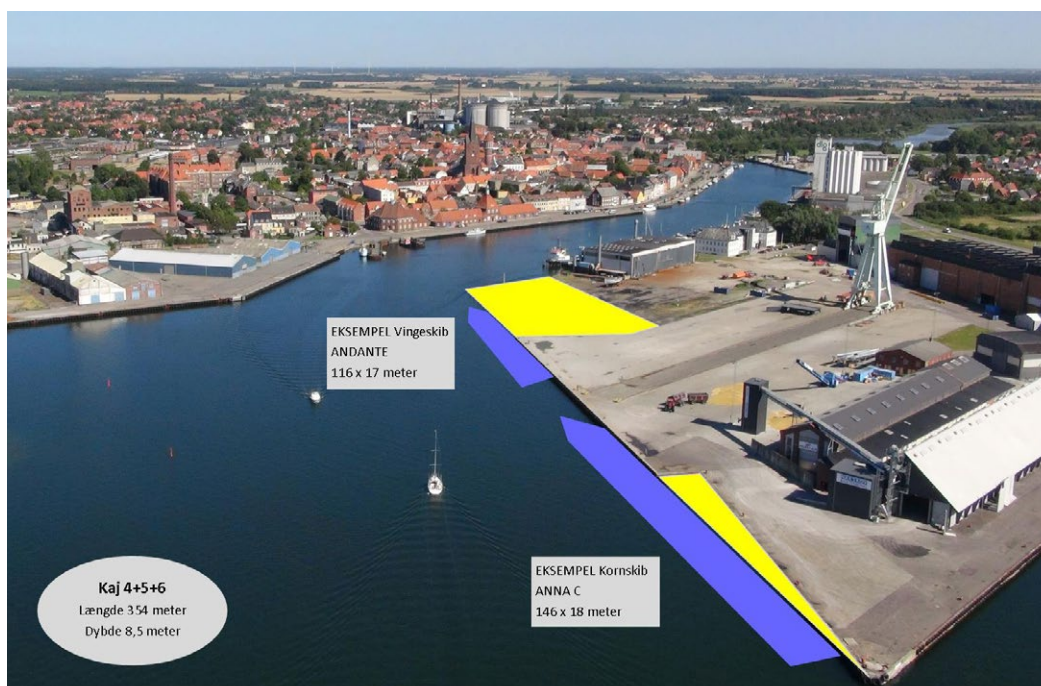 EKSEMPEL Vingeskib
ANDANTE
116 x 17 meter
EKSEMPEL Kornskib
ANNA C
146 x 18 meter
Kaj 4+5+6
Længde 354 meter
Dybde 8,5 meter